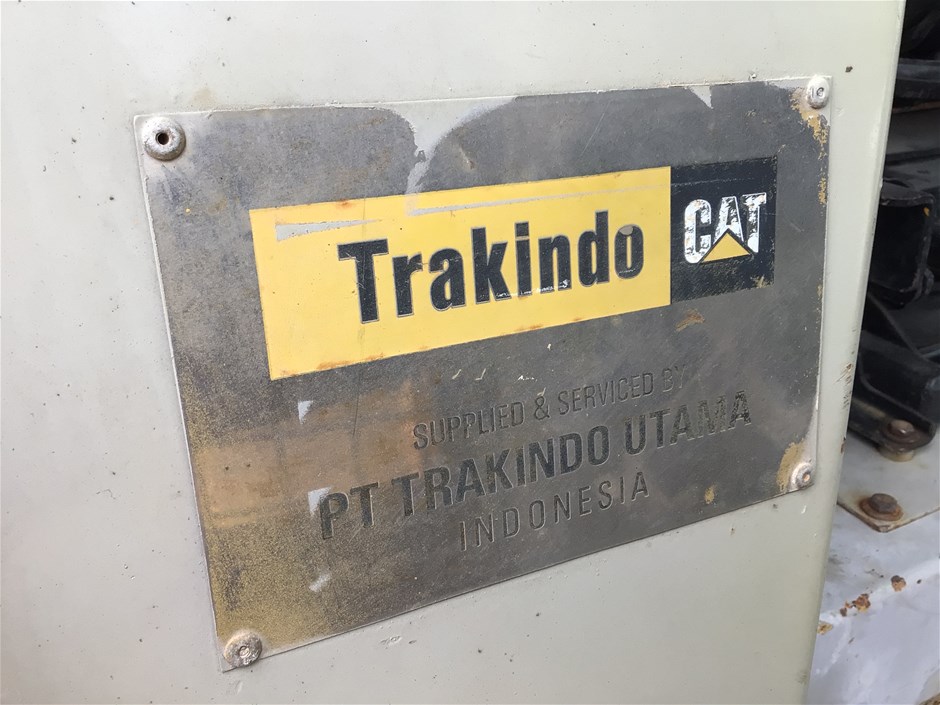 Trakindo CAT
SUPPLIED & SERVICED BY
PT TRAKINDO UTAMA
INDONESIA